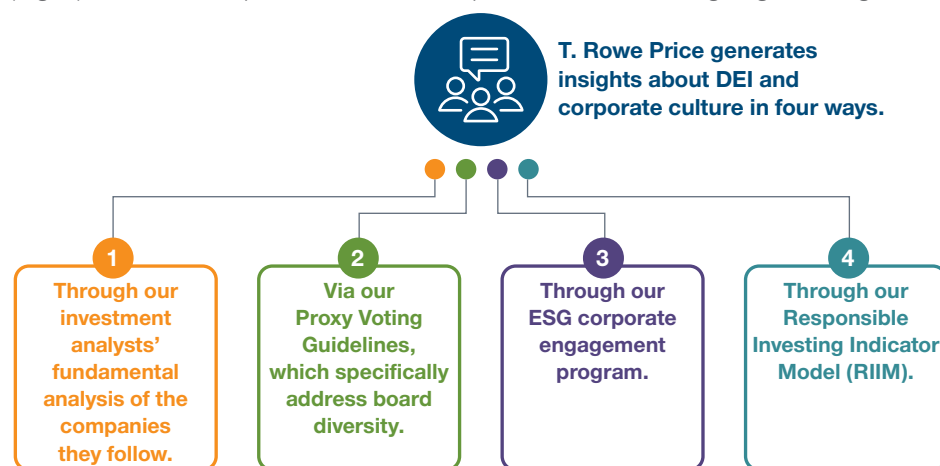 T. Rowe Price generates
insights about DEI and
corporate culture in four ways.
1
Through our
investment
analysts’
fundamental
analysis of the
companies
they follow.
2
Via our
Proxy Voting
Guidelines,
which specifically
address board
diversity.
3
Through our
ESG corporate
engagement
program.
4
Through our
Responsible
Investing Indicator
Model (RIIM).